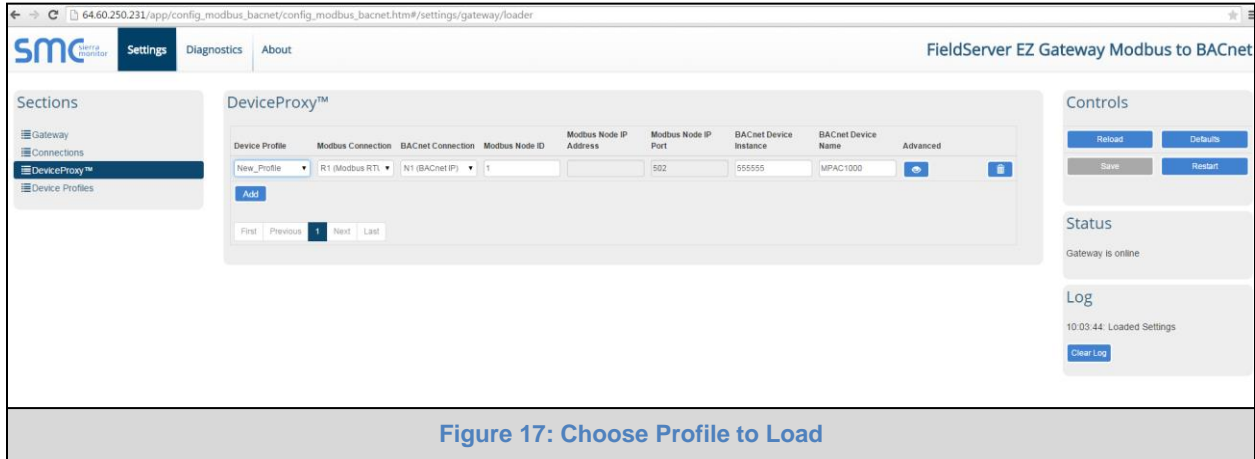 64.60.250.231/app/config_modbus_bacnet/config_modbus_bacnet.htm#/settings/gateway/loader
SMC sierra monitor
Settings
Diagnostics
About
FieldServer EZ Gateway Modbus to BACnet
Sections
Gateway
Connections
DeviceProxy™
Device Profiles
DeviceProxy™
Device Profile Modbus Connection BACnet Connection Modbus Node ID Modbus Node IP Address Modbus Node IP Port BACnet Device Instance BACnet Device Name Advanced
New_Profile R1 (Modbus RTU N1 (BACnet IP) 1 502 555555 MPAC1000
Add
First Previous 1 Next Last
Controls
Reload Defaults
Save Restart
Status
Gateway is online
Log
10:03:44: Loaded Settings
Clear Log
Figure 17: Choose Profile to Load